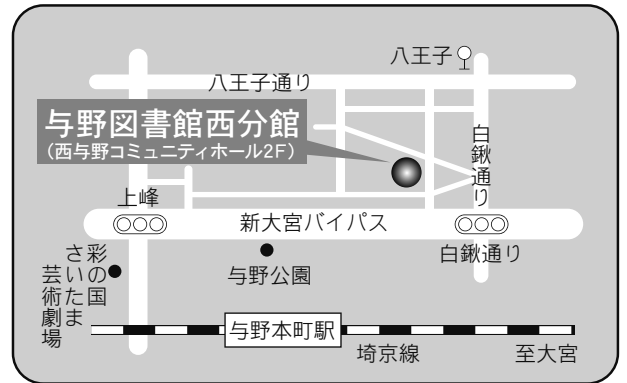 八王子
八王子通り
与野図書館西分館
(西与野コミュニティホール2F)
白鍬通り
上峰
新大宮バイパス
白鍬通り
与野公園
彩の国
さいたま
芸術劇場
与野本町駅
埼京線
至大宮